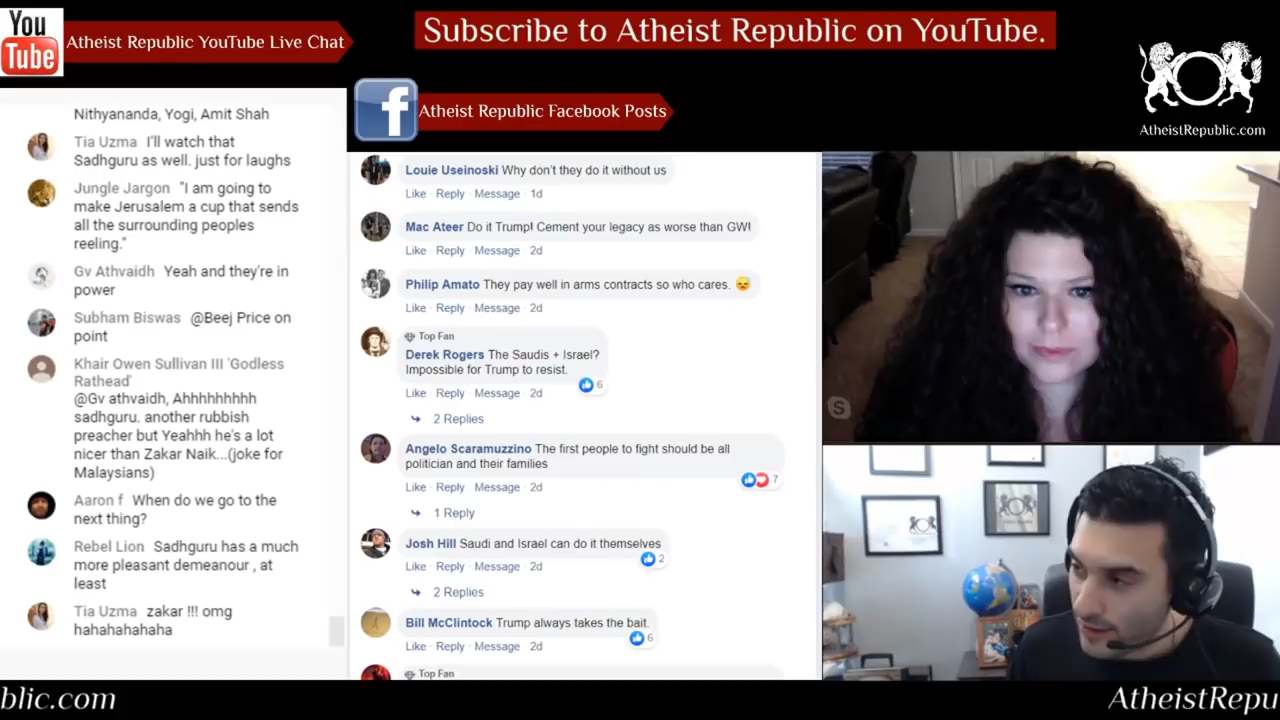 You
Tube
Atheist Republic YouTube Live Chat
Subscribe to Atheist Republic on YouTube.
AtheistRepublic.com
f
Atheist Republic Facebook Posts
Nithyananda, Yogi, Amit Shah
Tia Uzma I'll watch that
Sadhguru as well. just for laughs
Jungle Jargon "I am going to
make Jerusalem a cup that sends
all the surrounding peoples
reeling."
Gv Athvaidh Yeah and they're in
power
Subham Biswas @Beej Price on
point
Khair Owen Sullivan III 'Godless
Rathead'
@Gv athvaidh, Ahhhhhhhhh
sadhguru. another rubbish
preacher but Yeahhh he's a lot
nicer than Zakar Naik...(joke for
Malaysians)
Aaron f When do we go to the
next thing?
Rebel Lion Sadhguru has a much
more pleasant demeanour , at
least
Tia Uzma zakar !!! omg
hahahahahaha
Louie Useinoski Why don't they do it without us
Like · Reply · Message · 1d
Mac Ateer Do it Trump! Cement your legacy as worse than GW!
Like · Reply · Message · 2d
Philip Amato They pay well in arms contracts so who cares. 😓
Like · Reply · Message · 2d
Top Fan
Derek Rogers The Saudis + Israel?
Impossible for Trump to resist.
6
Like · Reply · Message · 2d
2 Replies
Angelo Scaramuzzino The first people to fight should be all
politician and their families
7
Like · Reply · Message · 2d
1 Reply
Josh Hill Saudi and Israel can do it themselves
2
Like · Reply · Message · 2d
2 Replies
Bill McClintock Trump always takes the bait.
6
Like · Reply · Message · 2d
Top Fan
blic.com
AtheistRepu